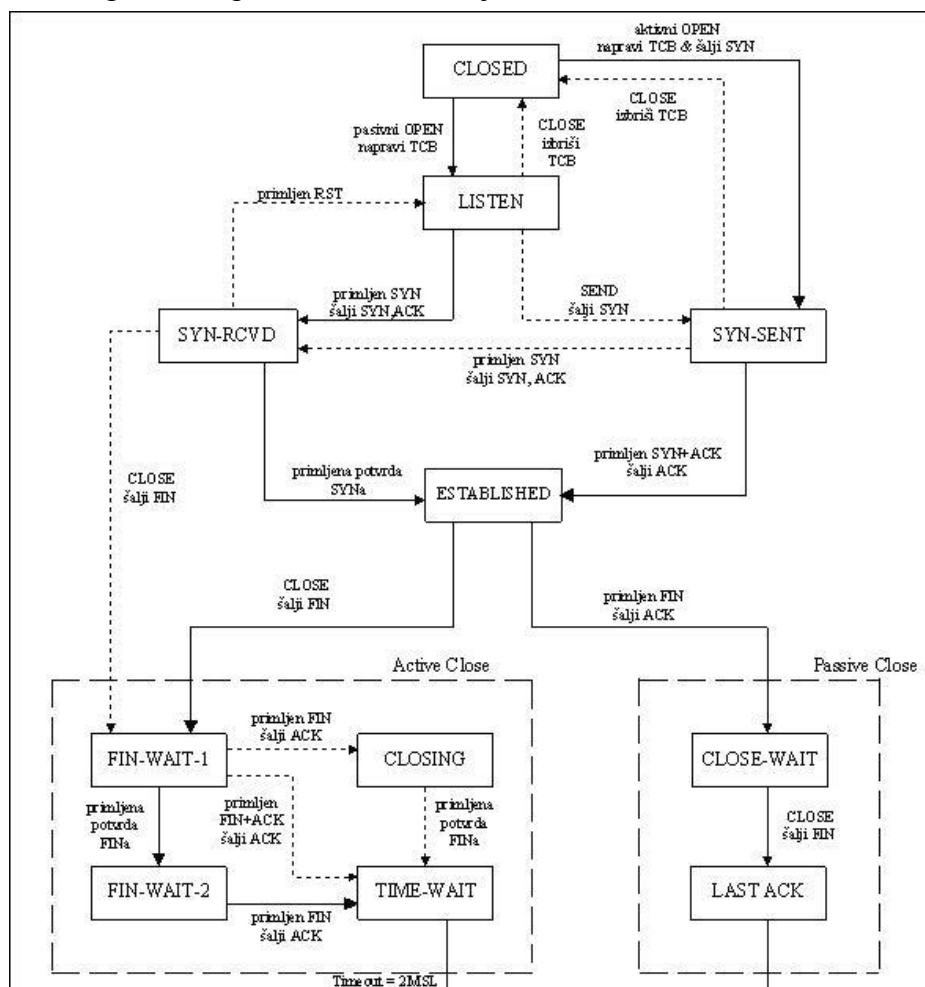 aktivni OPEN
napravi TCB & šalji SYN
CLOSED
CLOSE
izbriši TCB
pasivni OPEN
napravi TCB
CLOSE
izbriši
TCB
primljen RST
LISTEN
primljen SYN
šalji SYN,ACK
SEND
šalji SYN
SYN-RCVD
SYN-SENT
primljen SYN
šalji SYN, ACK
primljen SYN+ACK
šalji ACK
primljena potvrda
SYNa
CLOSE
šalji FIN
ESTABLISHED
CLOSE
šalji FIN
primljen FIN
šalji ACK
Active Close
Passive Close
primljen FIN
šalji ACK
FIN-WAIT-1
CLOSING
CLOSE-WAIT
primljena
potvrda
FINa
primljen
FIN+ACK
šalji ACK
primljena
potvrda
FINa
CLOSE
šalji FIN
FIN-WAIT-2
TIME-WAIT
LAST ACK
primljen FIN
šalji ACK
Timeout = 2MSL